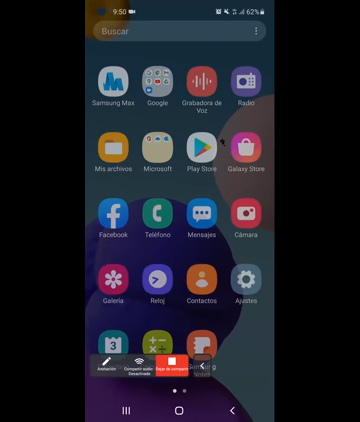 9:50
62%
Buscar
Samsung Max
Google
Grabadora de Voz
Radio
Mis archivos
Microsoft
Play Store
Galaxy Store
Facebook
Teléfono
Mensajes
Cámara
Galería
Reloj
Contactos
Ajustes
3
Anotación
Compartir audio:
Desactivado
Dejar de compartir